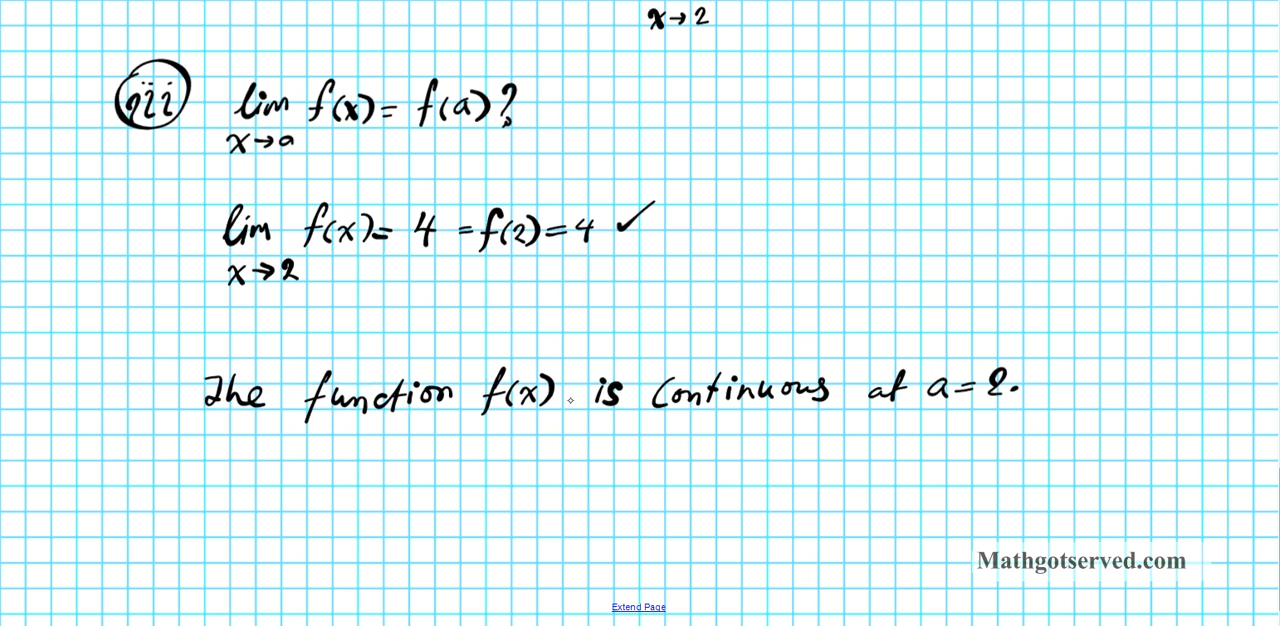 x→2
iii lim f(x) = f(a)?
x→a
lim f(x) = 4 = f(2) = 4 ✓
x→2
The function f(x). is continuous at a = 2.
Mathgotserved.com
Extend Page